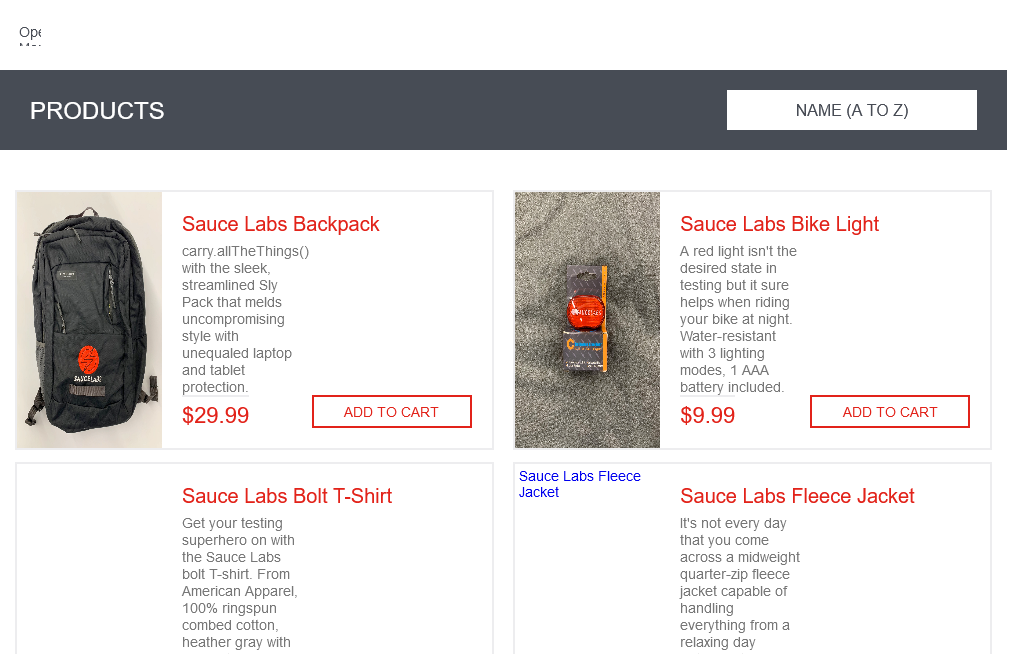 Ope
PRODUCTS
NAME (A TO Z)
Sauce Labs Backpack
carry.allTheThings()
with the sleek,
streamlined Sly
Pack that melds
uncompromising
style with
unequaled laptop
and tablet
protection.
$29.99
ADD TO CART
SAUCELABS
Sauce Labs Bike Light
A red light isn't the
desired state in
testing but it sure
helps when riding
your bike at night.
Water-resistant
with 3 lighting
modes, 1 AAA
battery included.
$9.99
ADD TO CART
SAUCELABS
Sauce Labs Bolt T-Shirt
Get your testing
superhero on with
the Sauce Labs
bolt T-shirt. From
American Apparel,
100% ringspun
combed cotton,
heather gray with
Sauce Labs Fleece
Jacket
Sauce Labs Fleece Jacket
It's not every day
that you come
across a midweight
quarter-zip fleece
jacket capable of
handling
everything from a
relaxing day